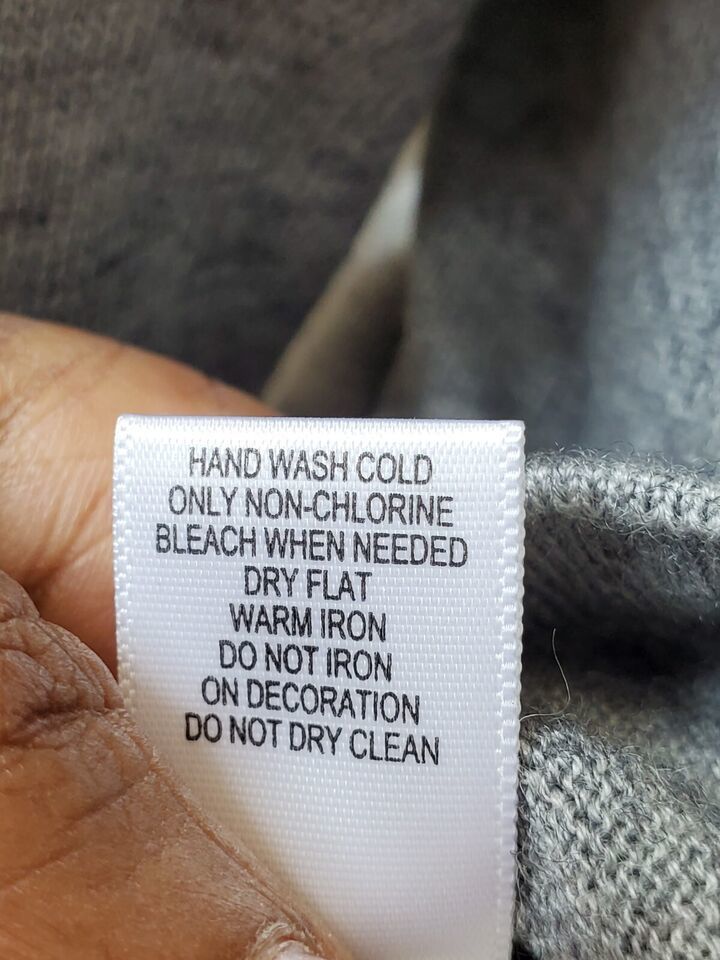 HAND WASH COLD
ONLY NON-CHLORINE
BLEACH WHEN NEEDED
DRY FLAT
WARM IRON
DO NOT IRON
ON DECORATION
DO NOT DRY CLEAN